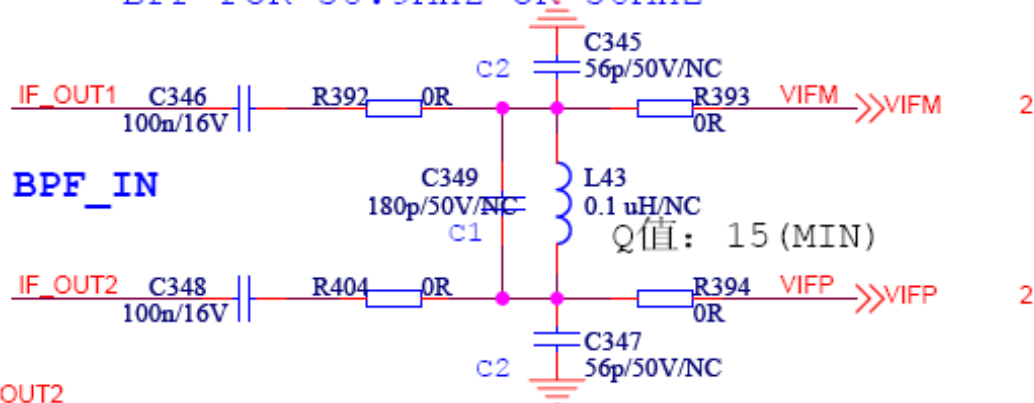 C345
C2 56p/50V/NC
IF_OUT1 C346 R392 0R R393 VIFM VIFM 2
100n/16V 0R
BPF_IN C349 L43
180p/50V/NC 0.1 uH/NC
C1 Q值: 15(MIN)
IF_OUT2 C348 R404 0R R394 VIFP VIFP 2
100n/16V 0R
C347
C2 56p/50V/NC
OUT2